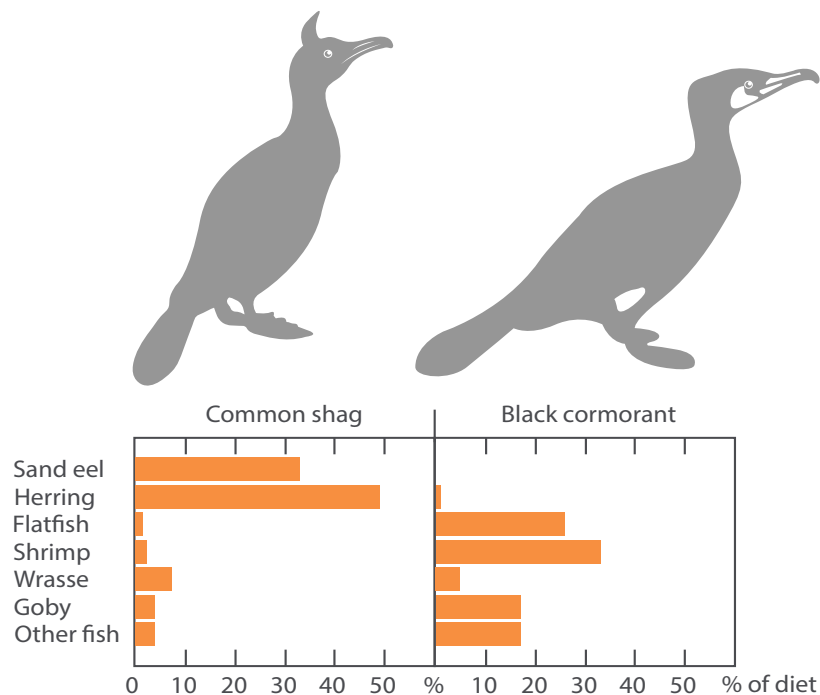 Common shag
Black cormorant
Sand eel
Herring
Flatfish
Shrimp
Wrasse
Goby
Other fish
0 10 20 30 40 50 % 10 20 30 40 50 % of diet